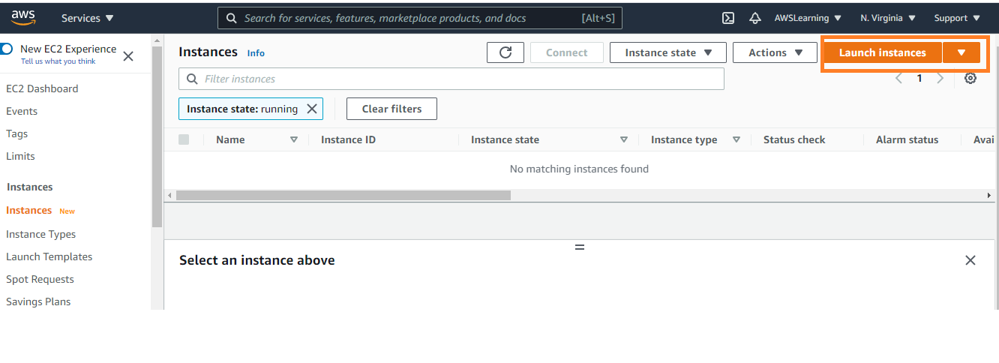 aws Services Search for services, features, marketplace products, and docs [Alt+S] AWSLearning N. Virginia Support
New EC2 Experience
Tell us what you think
EC2 Dashboard
Events
Tags
Limits
Instances
Instances New
Instance Types
Launch Templates
Spot Requests
Savings Plans
Instances Info Connect Instance state Actions Launch instances
Filter instances 1
Instance state: running Clear filters
Name Instance ID Instance state Instance type Status check Alarm status Avai
No matching instances found
Select an instance above